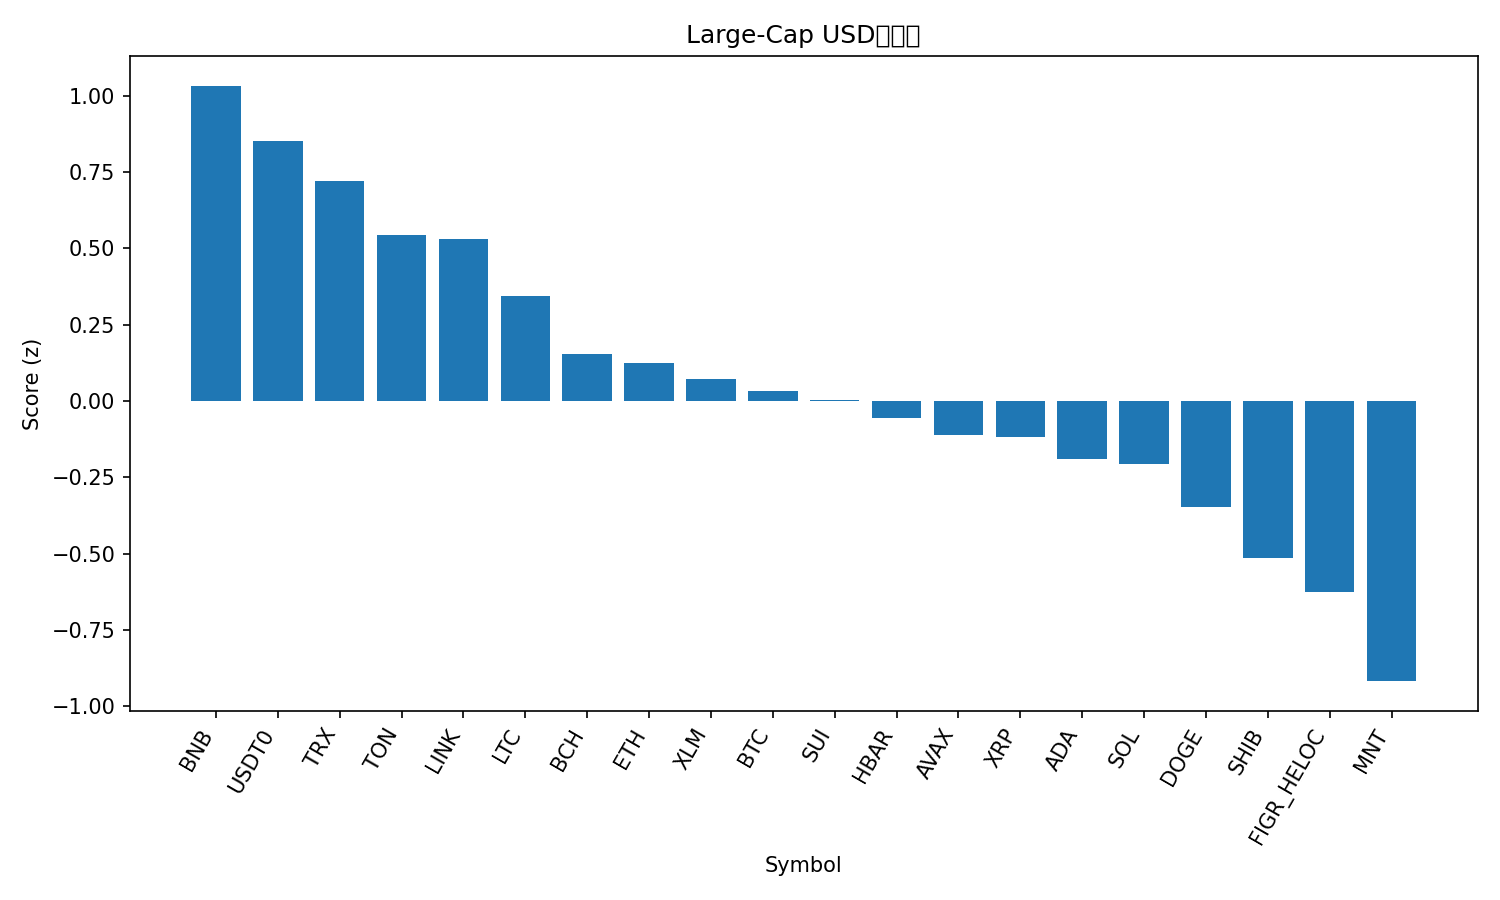 Large-Cap USD
1.00
0.75
0.50
0.25
0.00
−0.25
−0.50
−0.75
−1.00
Score (z)
BNB
USDT0
TRX
TON
LINK
LTC
BCH
ETH
XLM
BTC
SUI
HBAR
AVAX
XRP
ADA
SOL
DOGE
SHIB
FIGR_HELOC
MNT
Symbol